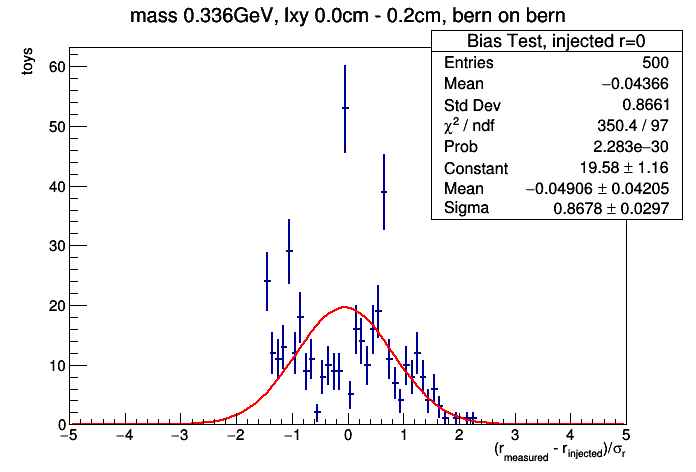 mass 0.336GeV, lxy 0.0cm - 0.2cm, bern on bern
Bias Test, injected r=0
Entries 500
Mean −0.04366
Std Dev 0.8661
χ² / ndf 350.4 / 97
Prob 2.283e−30
Constant 19.58 ± 1.16
Mean −0.04906 ± 0.04205
Sigma 0.8678 ± 0.0297
toys
60
50
40
30
20
10
0
−5 −4 −3 −2 −1 0 1 2 3 4 5
(r_measured - r_injected)/σ_r